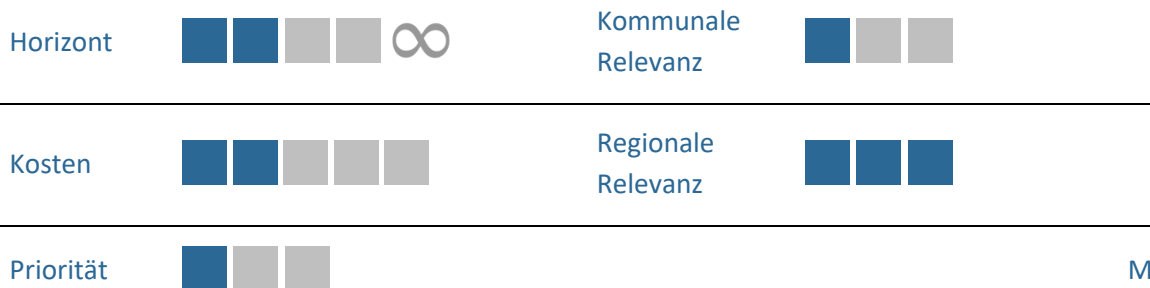 Horizont
∞
Kommunale
Relevanz
Kosten
Regionale
Relevanz
Priorität
M